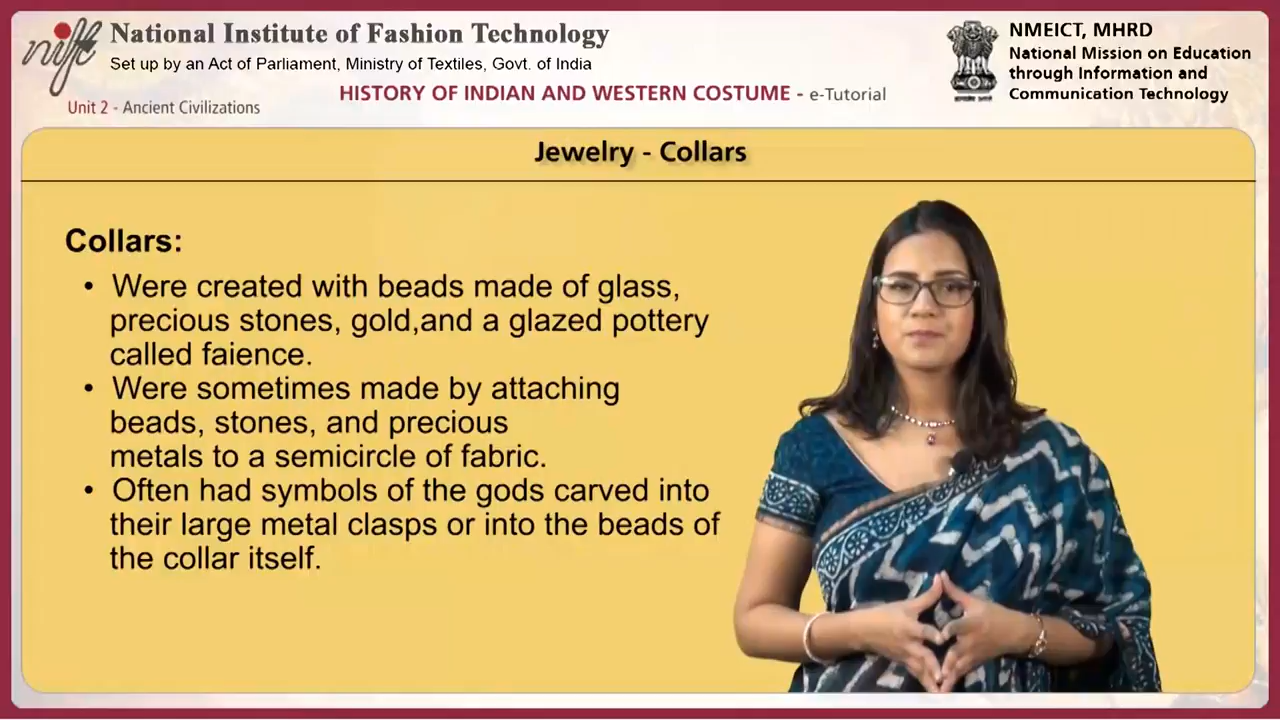 nift
National Institute of Fashion Technology
Set up by an Act of Parliament, Ministry of Textiles, Govt. of India
Unit 2 - Ancient Civilizations
HISTORY OF INDIAN AND WESTERN COSTUME - e-Tutorial
NMEICT, MHRD
National Mission on Education
through Information and
Communication Technology
Jewelry - Collars
Collars:
• Were created with beads made of glass,
precious stones, gold,and a glazed pottery
called faience.
• Were sometimes made by attaching
beads, stones, and precious
metals to a semicircle of fabric.
• Often had symbols of the gods carved into
their large metal clasps or into the beads of
the collar itself.